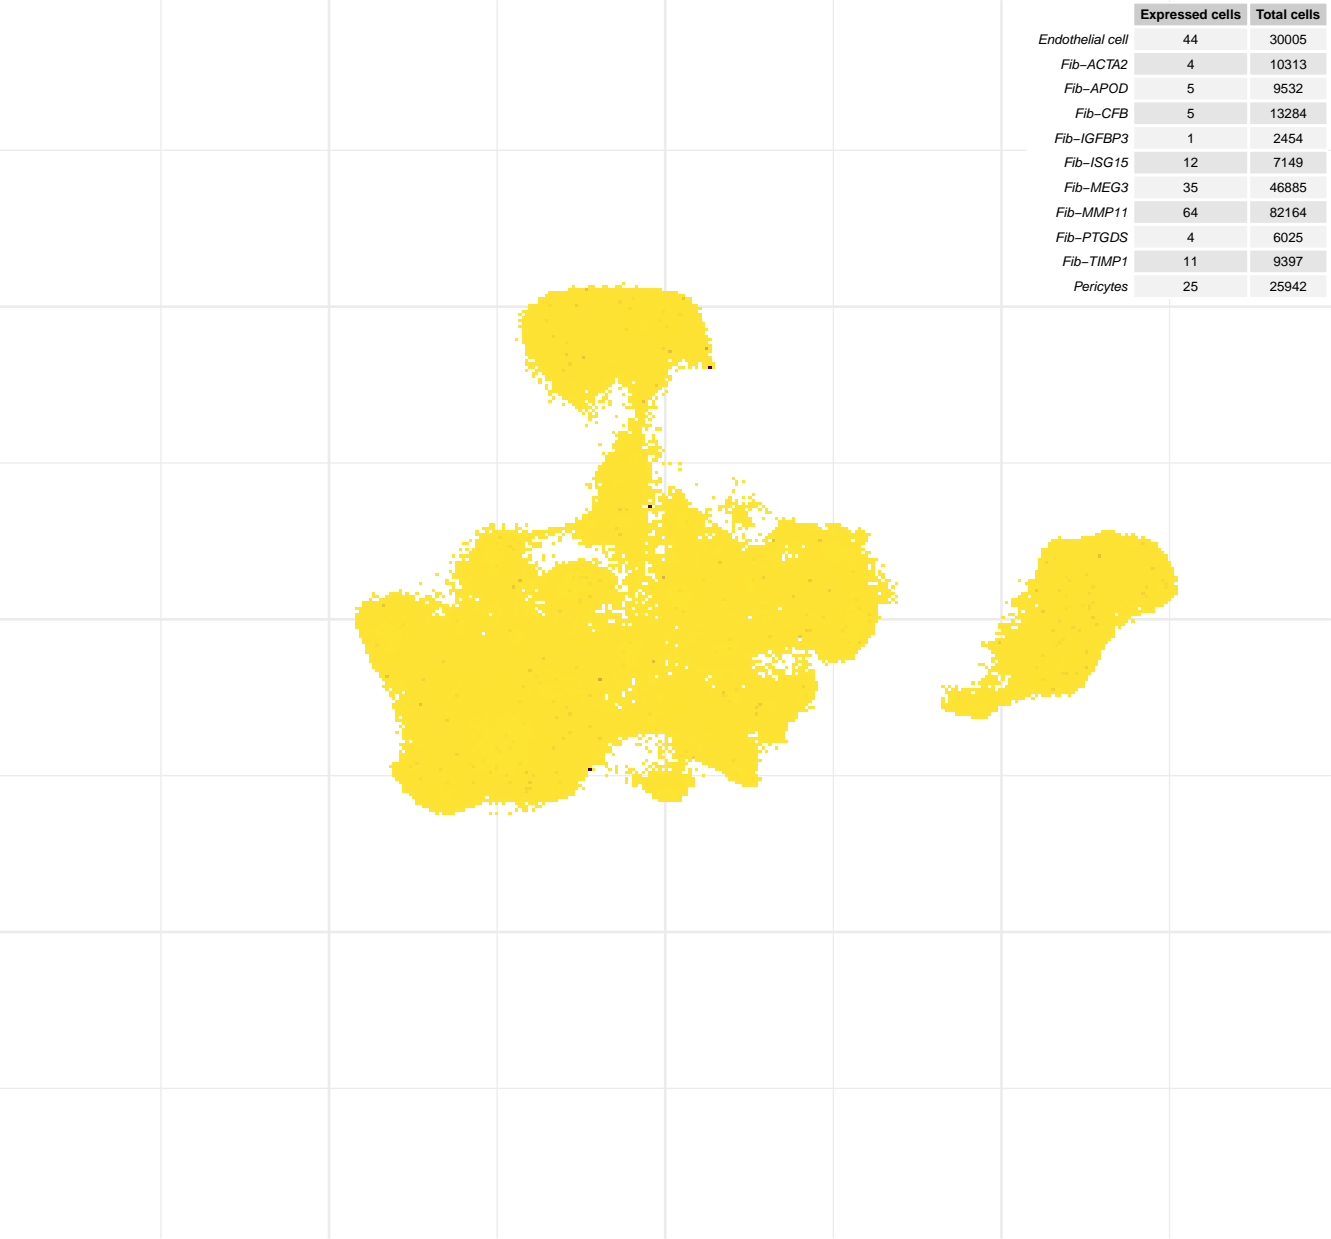 Expressed cells Total cells
Endothelial cell 44 30005
Fib−ACTA2 4 10313
Fib−APOD 5 9532
Fib−CFB 5 13284
Fib−IGFBP3 1 2454
Fib−ISG15 12 7149
Fib−MEG3 35 46885
Fib−MMP11 64 82164
Fib−PTGDS 4 6025
Fib−TIMP1 11 9397
Pericytes 25 25942